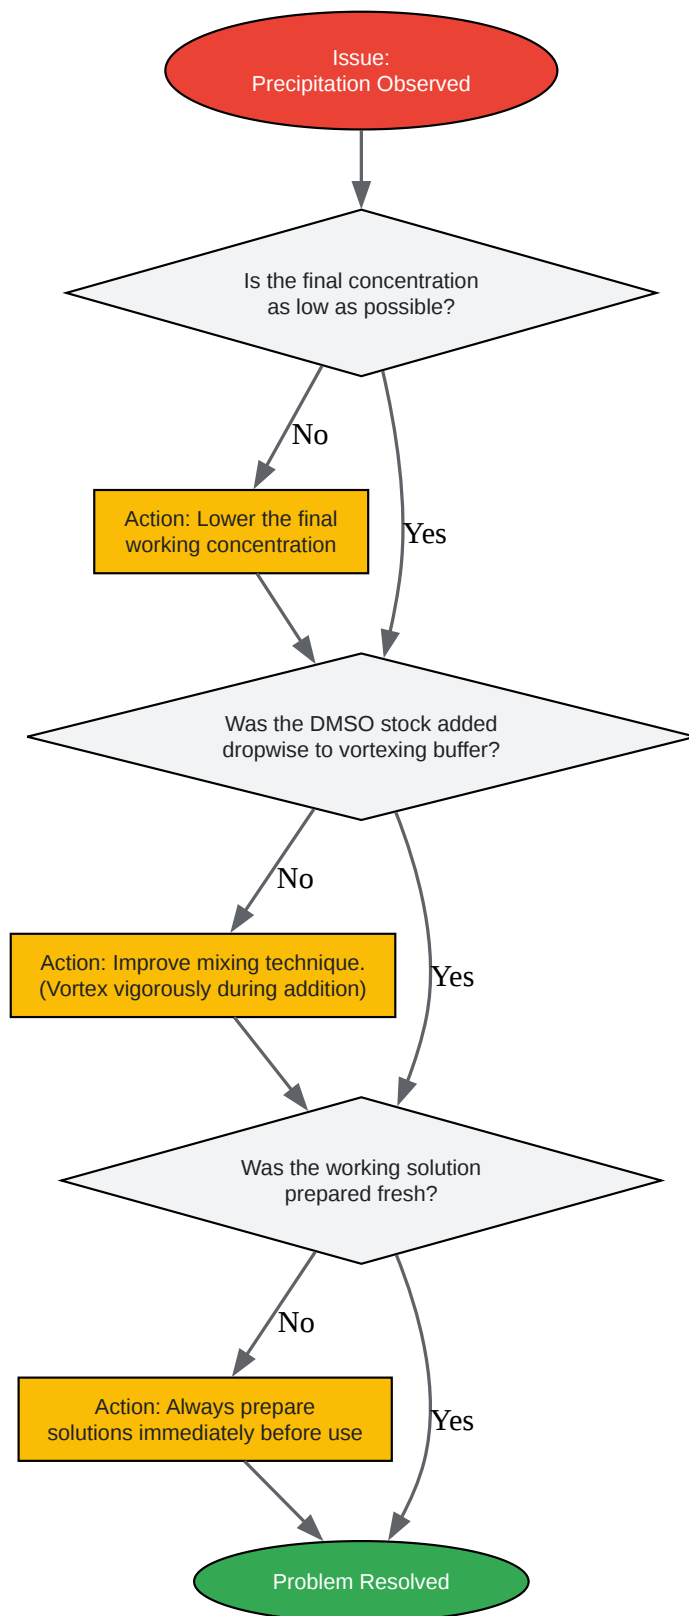 Issue:
Precipitation Observed
Is the final concentration
as low as possible?
No
Action: Lower the final
working concentration
Yes
Was the DMSO stock added
dropwise to vortexing buffer?
No
Action: Improve mixing technique.
(Vortex vigorously during addition)
Yes
Was the working solution
prepared fresh?
No
Action: Always prepare
solutions immediately before use
Yes
Problem Resolved